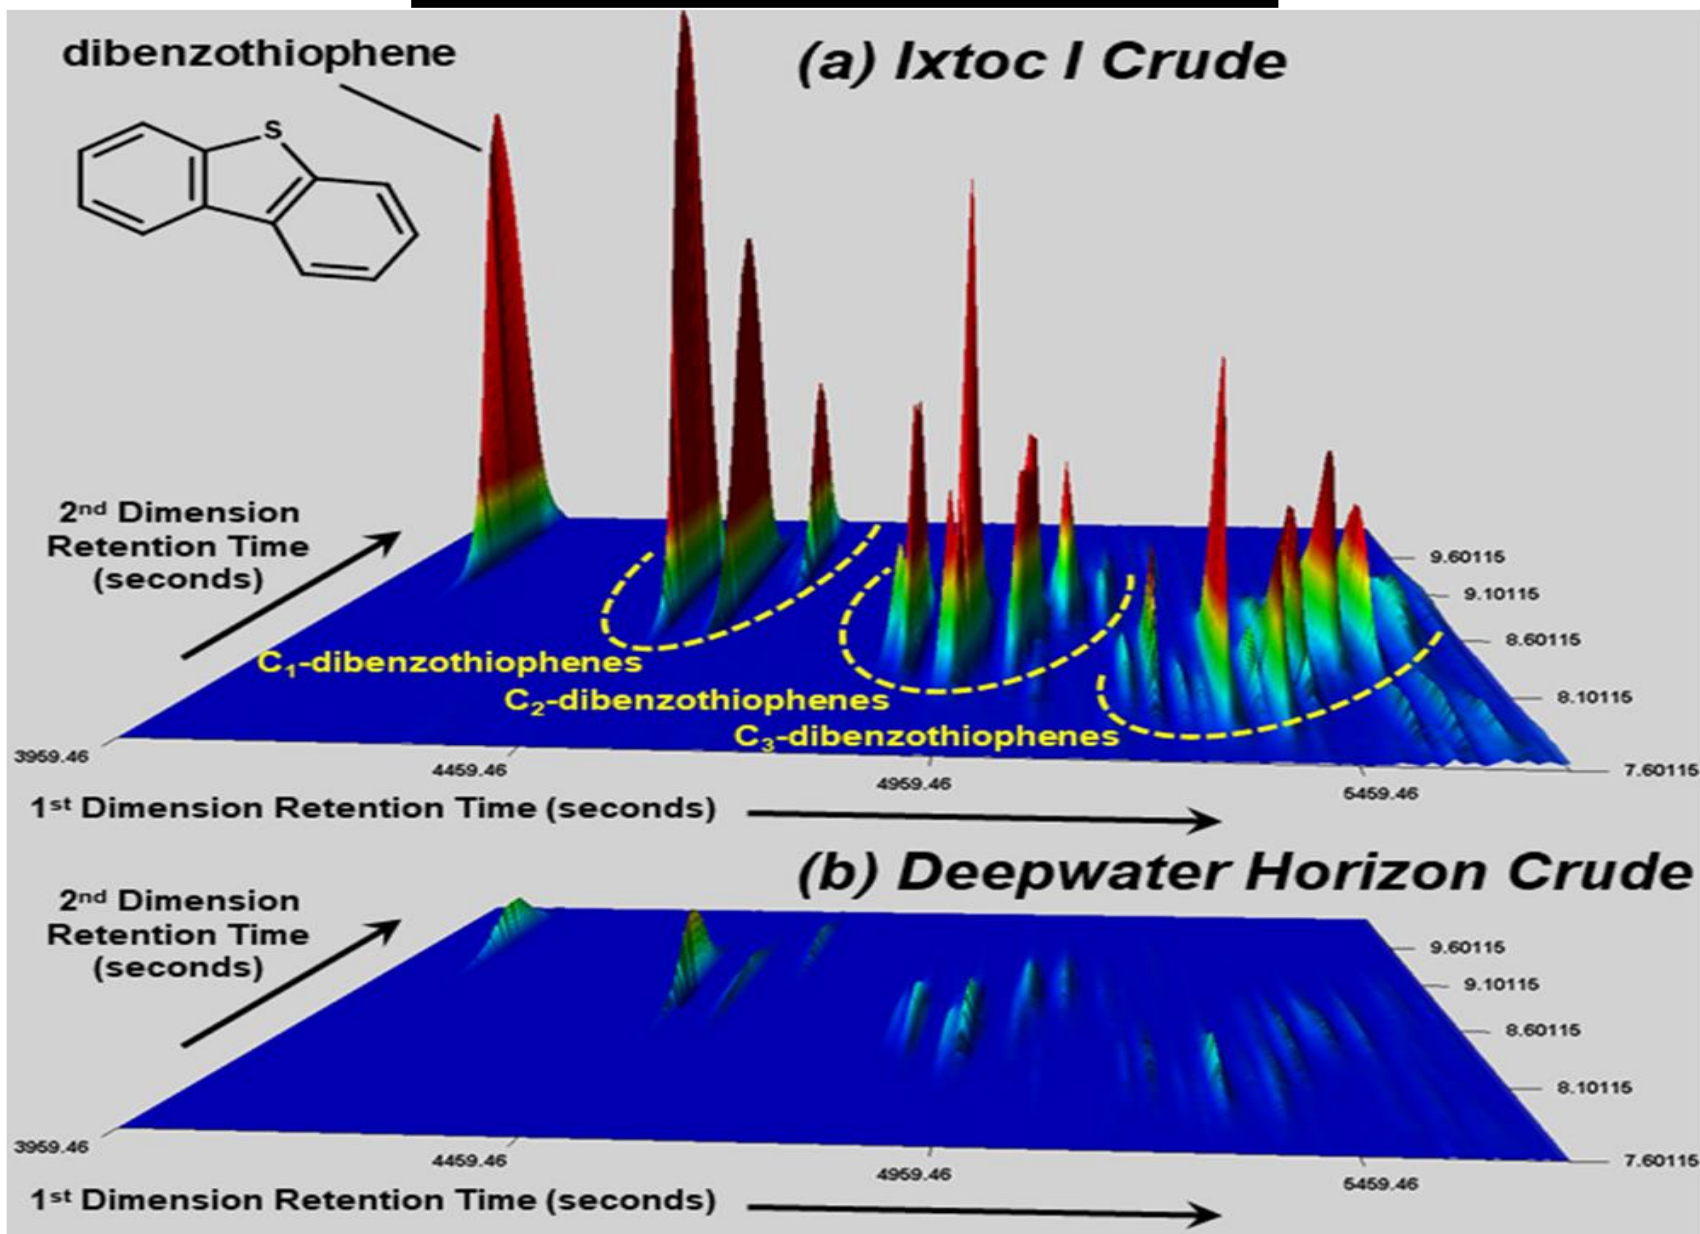 dibenzothiophene
(a) Ixtoc I Crude
S
2nd Dimension
Retention Time
(seconds)
9.60115
9.10115
8.60115
8.10115
7.60115
C1-dibenzothiophenes
C2-dibenzothiophenes
C3-dibenzothiophenes
3959.46
4459.46
4959.46
5459.46
1st Dimension Retention Time (seconds)
(b) Deepwater Horizon Crude
2nd Dimension
Retention Time
(seconds)
9.60115
9.10115
8.60115
8.10115
7.60115
3959.46
4459.46
4959.46
5459.46
1st Dimension Retention Time (seconds)